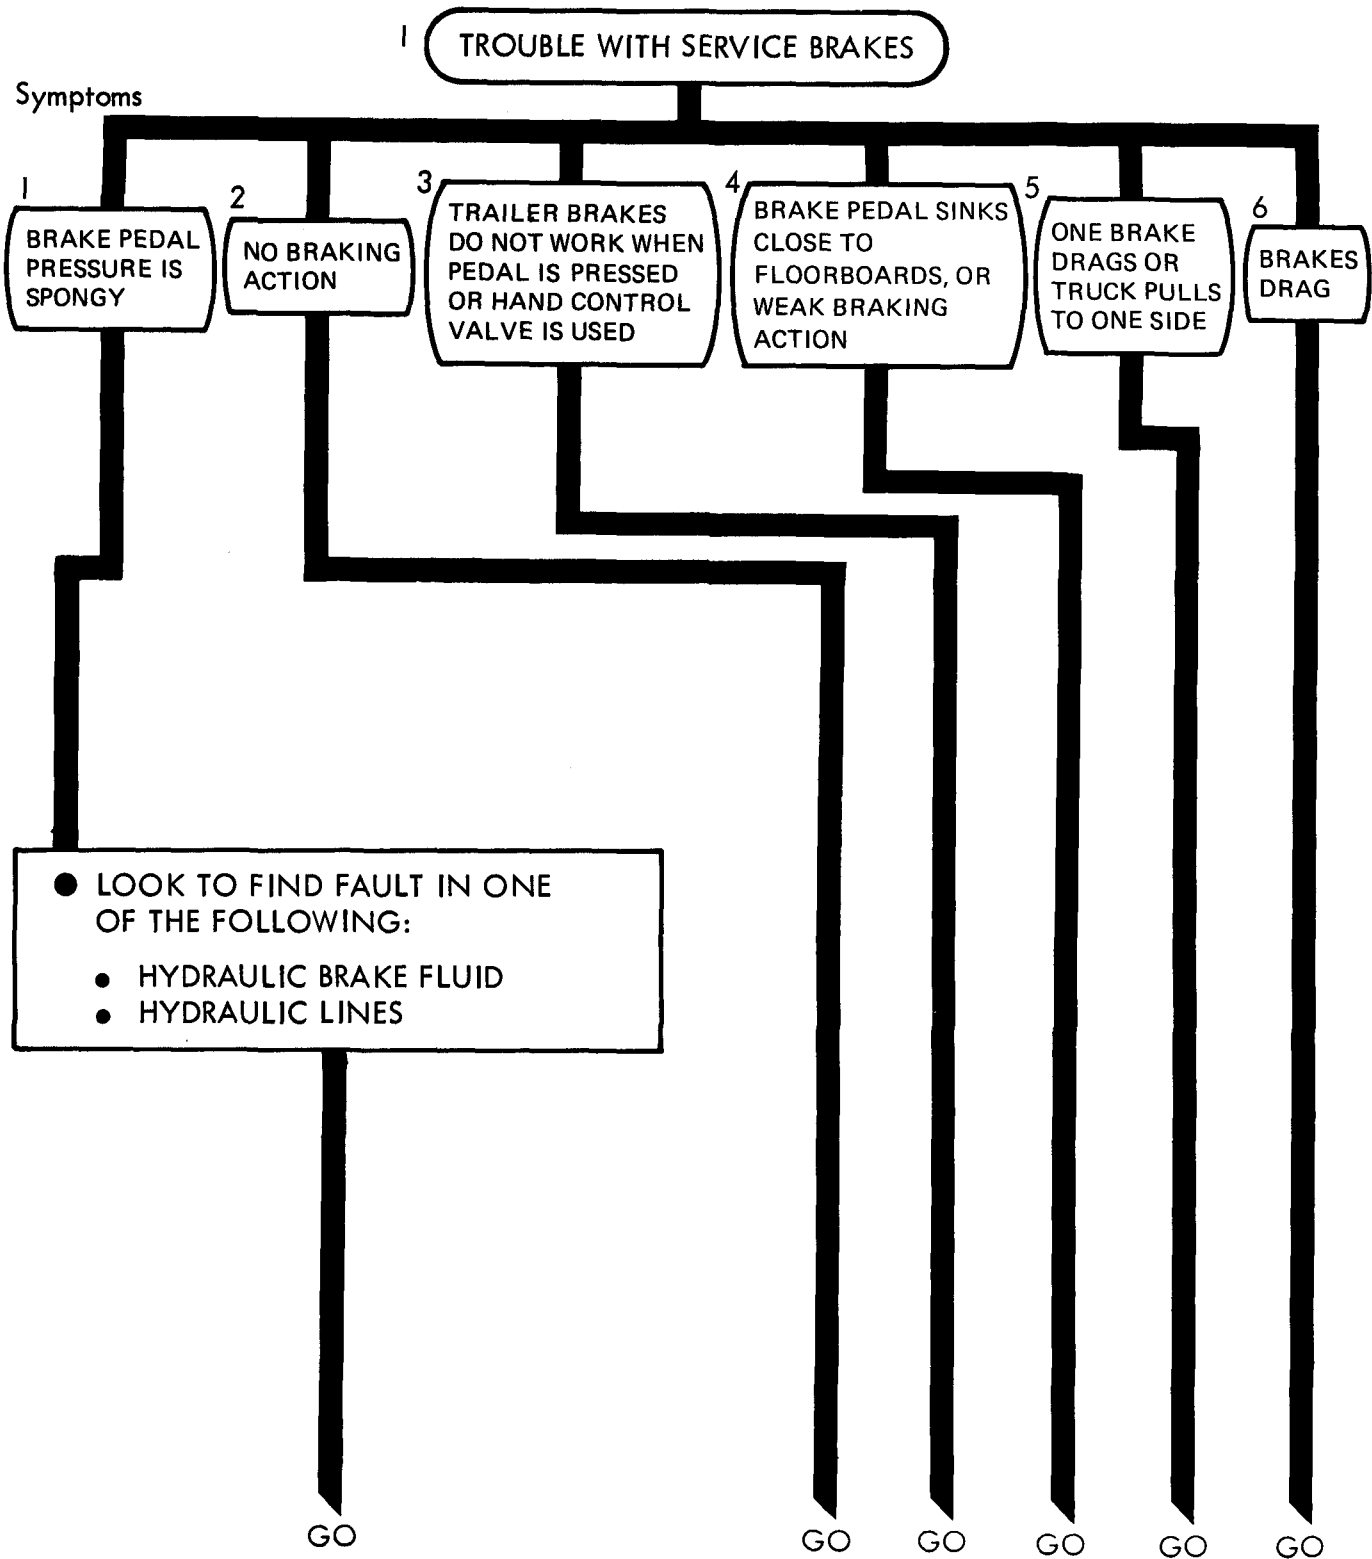 1
TROUBLE WITH SERVICE BRAKES
Symptoms
1
BRAKE PEDAL
PRESSURE IS
SPONGY
2
NO BRAKING
ACTION
3
TRAILER BRAKES
DO NOT WORK WHEN
PEDAL IS PRESSED
OR HAND CONTROL
VALVE IS USED
4
BRAKE PEDAL SINKS
CLOSE TO
FLOORBOARDS, OR
WEAK BRAKING
ACTION
5
ONE BRAKE
DRAGS OR
TRUCK PULLS
TO ONE SIDE
6
BRAKES
DRAG
● LOOK TO FIND FAULT IN ONE
OF THE FOLLOWING:
● HYDRAULIC BRAKE FLUID
● HYDRAULIC LINES
GO
GO
GO
GO
GO
GO